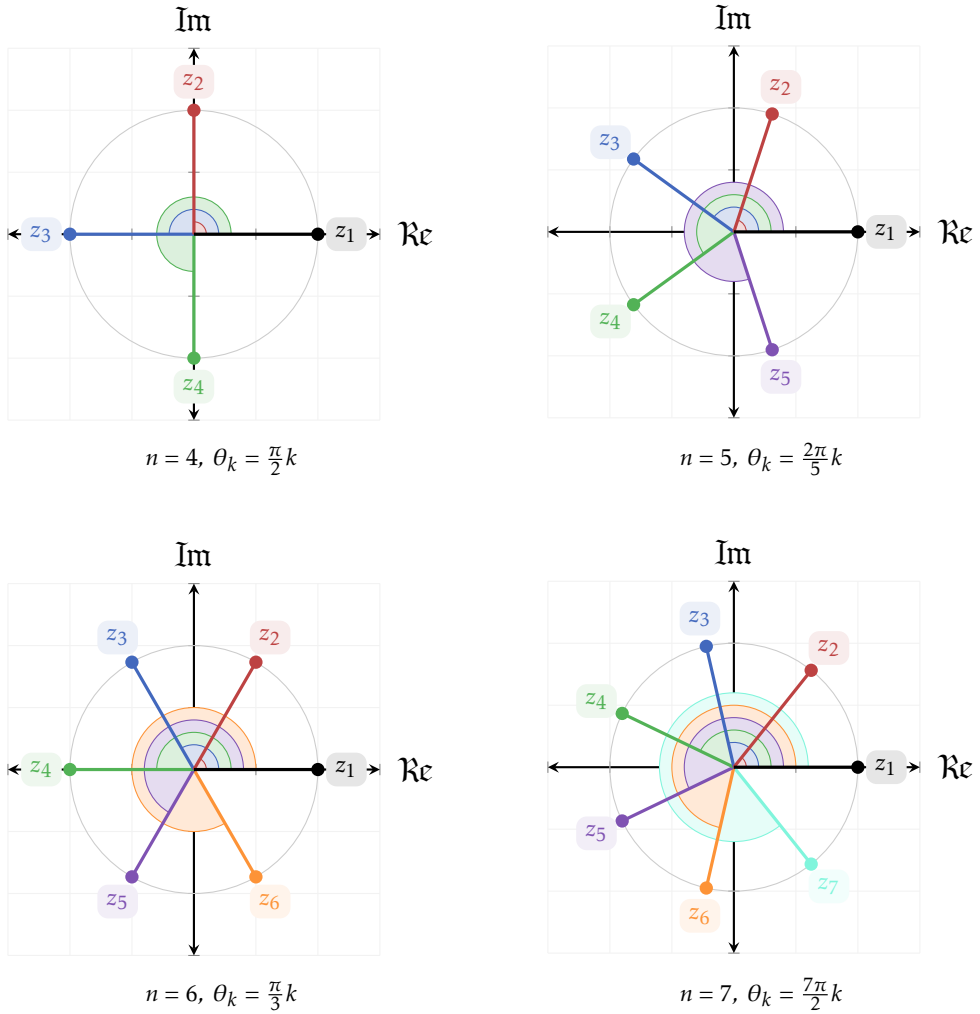 ℑ𝔪
z₂
z₃
z₁
ℜ𝔢
z₄
n = 4, θₖ = π/2 k
ℑ𝔪
z₂
z₃
z₁
ℜ𝔢
z₄
z₅
n = 5, θₖ = 2π/5 k
ℑ𝔪
z₃
z₂
z₄
z₁
ℜ𝔢
z₅
z₆
n = 6, θₖ = π/3 k
ℑ𝔪
z₃
z₂
z₄
z₁
ℜ𝔢
z₅
z₇
z₆
n = 7, θₖ = 7π/2 k